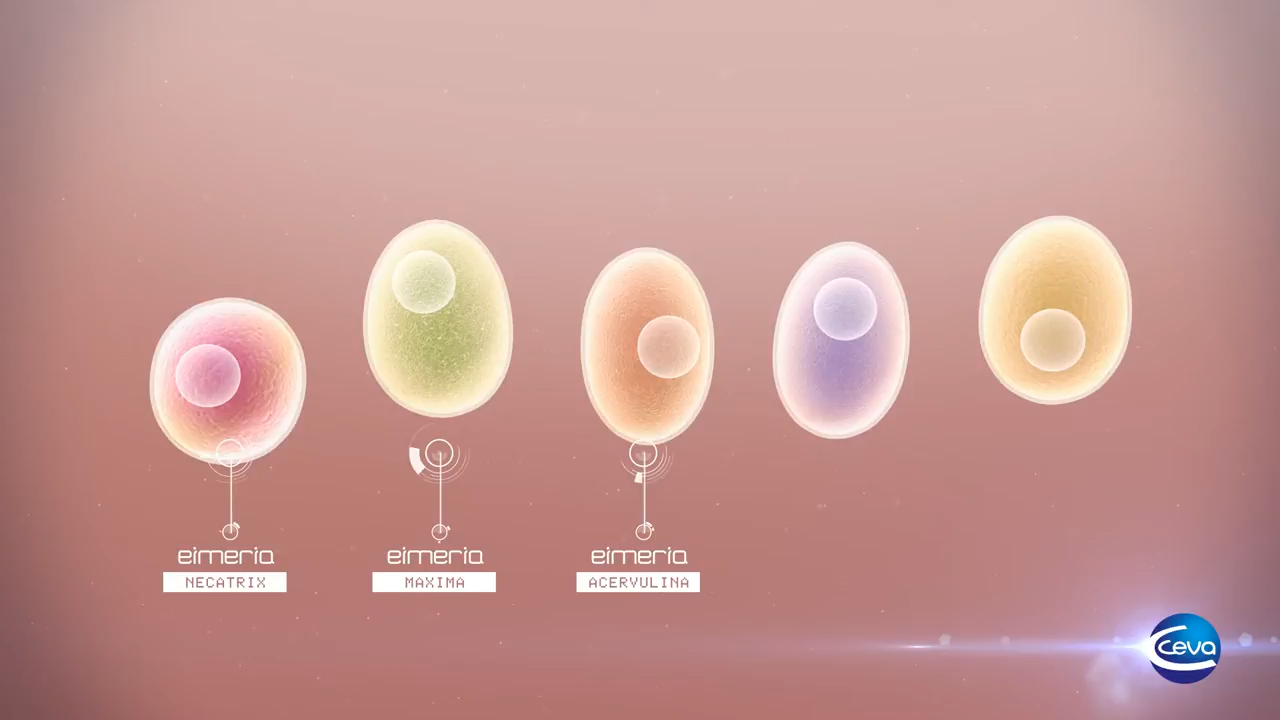 eimeria
NECATRIX
eimeria
MAXIMA
eimeria
ACERVULINA
Ceva